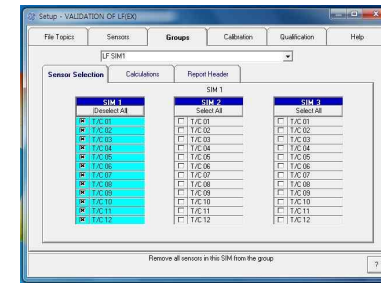 Setup - VALIDATION OF LF(EX)
File Topics Sensors Groups Calibration Qualification Help
LF SIM1
Sensor Selection Calculations Report Header
SIM 1
SIM 1 SIM 2 SIM 3
Deselect All Select All Select All
T/C 01 T/C 01 T/C 01
T/C 02 T/C 02 T/C 02
T/C 03 T/C 03 T/C 03
T/C 04 T/C 04 T/C 04
T/C 05 T/C 05 T/C 05
T/C 06 T/C 06 T/C 06
T/C 07 T/C 07 T/C 07
T/C 08 T/C 08 T/C 08
T/C 09 T/C 09 T/C 09
T/C 10 T/C 10 T/C 10
T/C 11 T/C 11 T/C 11
T/C 12 T/C 12 T/C 12
Remove all sensors in this SIM from the group
?